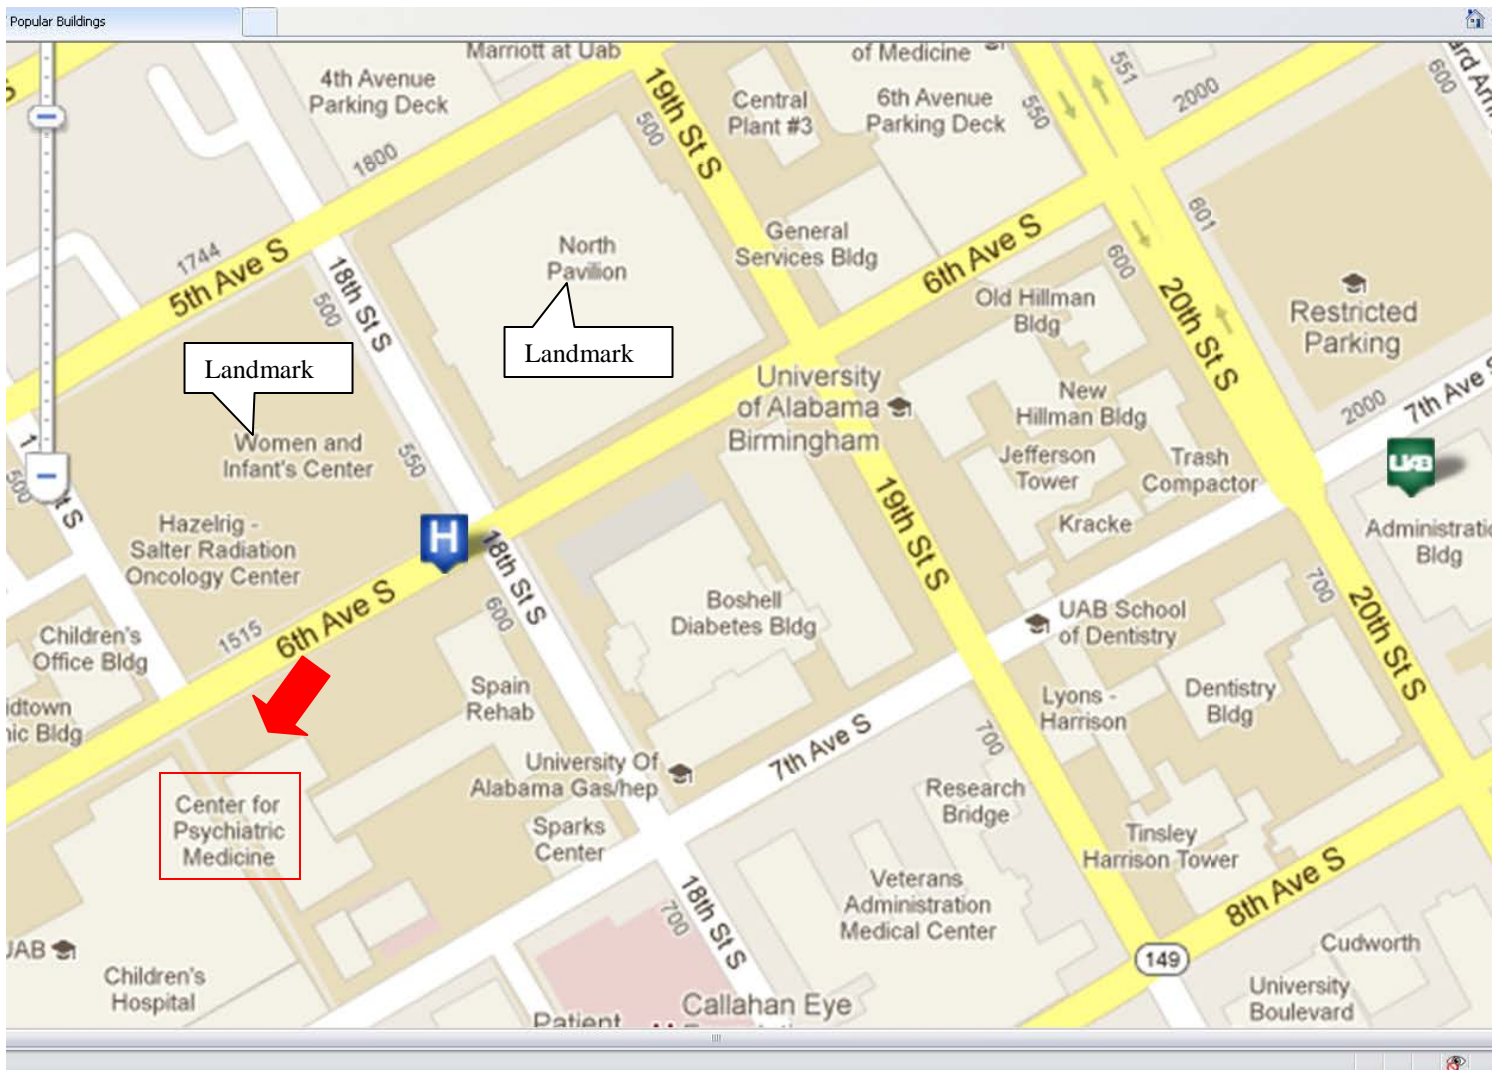 Popular Buildings
Marriott at Uab
4th Avenue
Parking Deck
1800
19th St S
500
Central
Plant #3
of Medicine
6th Avenue
Parking Deck
550
551
2000
600
S
1744
5th Ave S
18th St S
500
North
Pavilion
General
Services Bldg
6th Ave S
600
601
20th St S
Old Hillman
Bldg
Restricted
Parking
Landmark
Landmark
Women and
Infant's Center
550
University
of Alabama
Birmingham
New
Hillman Bldg
2000
7th Ave S
Jefferson
Tower
Trash
Compactor
UAB
500
St S
Hazelrig -
Salter Radiation
Oncology Center
H
18th St S
600
19th St S
Kracke
Administratio
Bldg
700
20th St S
Children's
Office Bldg
1515
6th Ave S
Boshell
Diabetes Bldg
UAB School
of Dentistry
idtown
nic Bldg
Spain
Rehab
Lyons -
Harrison
Dentistry
Bldg
University Of
Alabama Gas/hep
7th Ave S
700
Research
Bridge
Center for
Psychiatric
Medicine
Sparks
Center
Tinsley
Harrison Tower
Veterans
Administration
Medical Center
18th St S
700
8th Ave S
149
Cudworth
UAB
Children's
Hospital
University
Boulevard
Callahan Eye
Patient